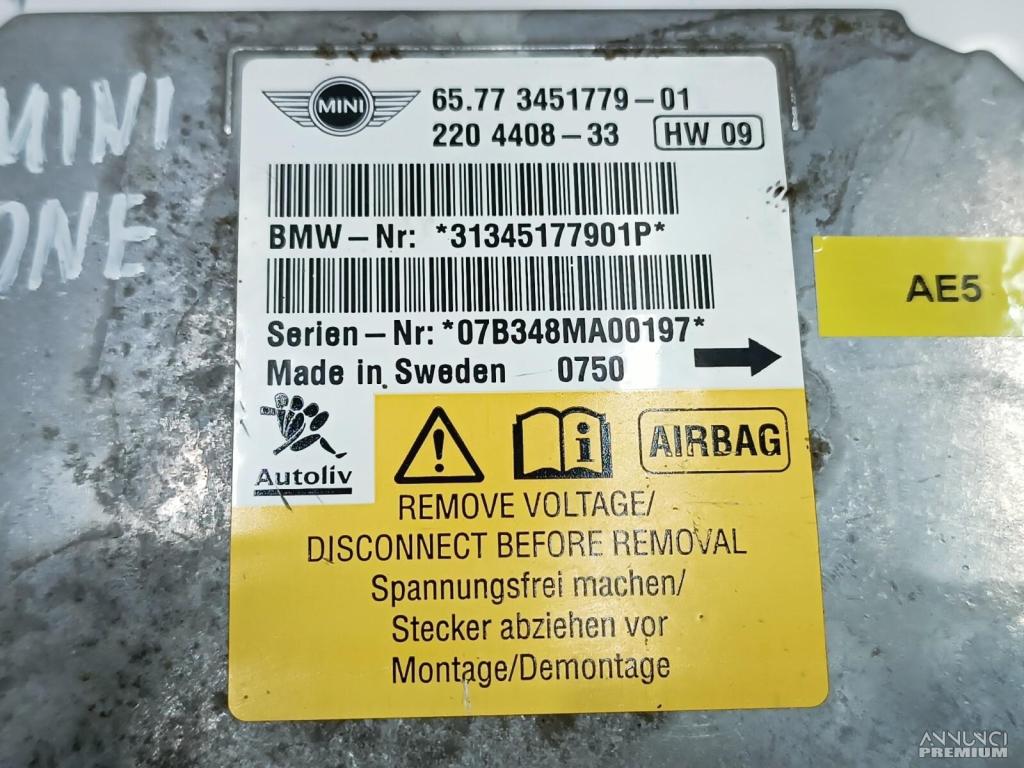 MINI
ONE
MINI
65.77 3451779-01
220 4408-33 HW 09
BMW-Nr: *31345177901P*
Serien-Nr: *07B348MA00197*
Made in Sweden 0750
AE5
Autoliv
i
AIRBAG
REMOVE VOLTAGE/
DISCONNECT BEFORE REMOVAL
Spannungsfrei machen/
Stecker abziehen vor
Montage/Demontage
ANNUNCI
PREMIUM